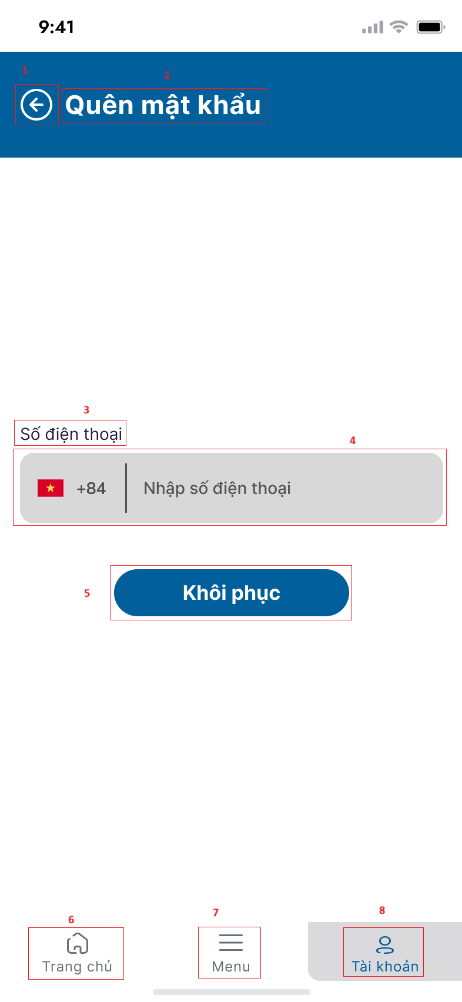 9:41
1
2
Quên mật khẩu
3
Số điện thoại
4
+84
Nhập số điện thoại
5
Khôi phục
6
7
8
Trang chủ
Menu
Tài khoản